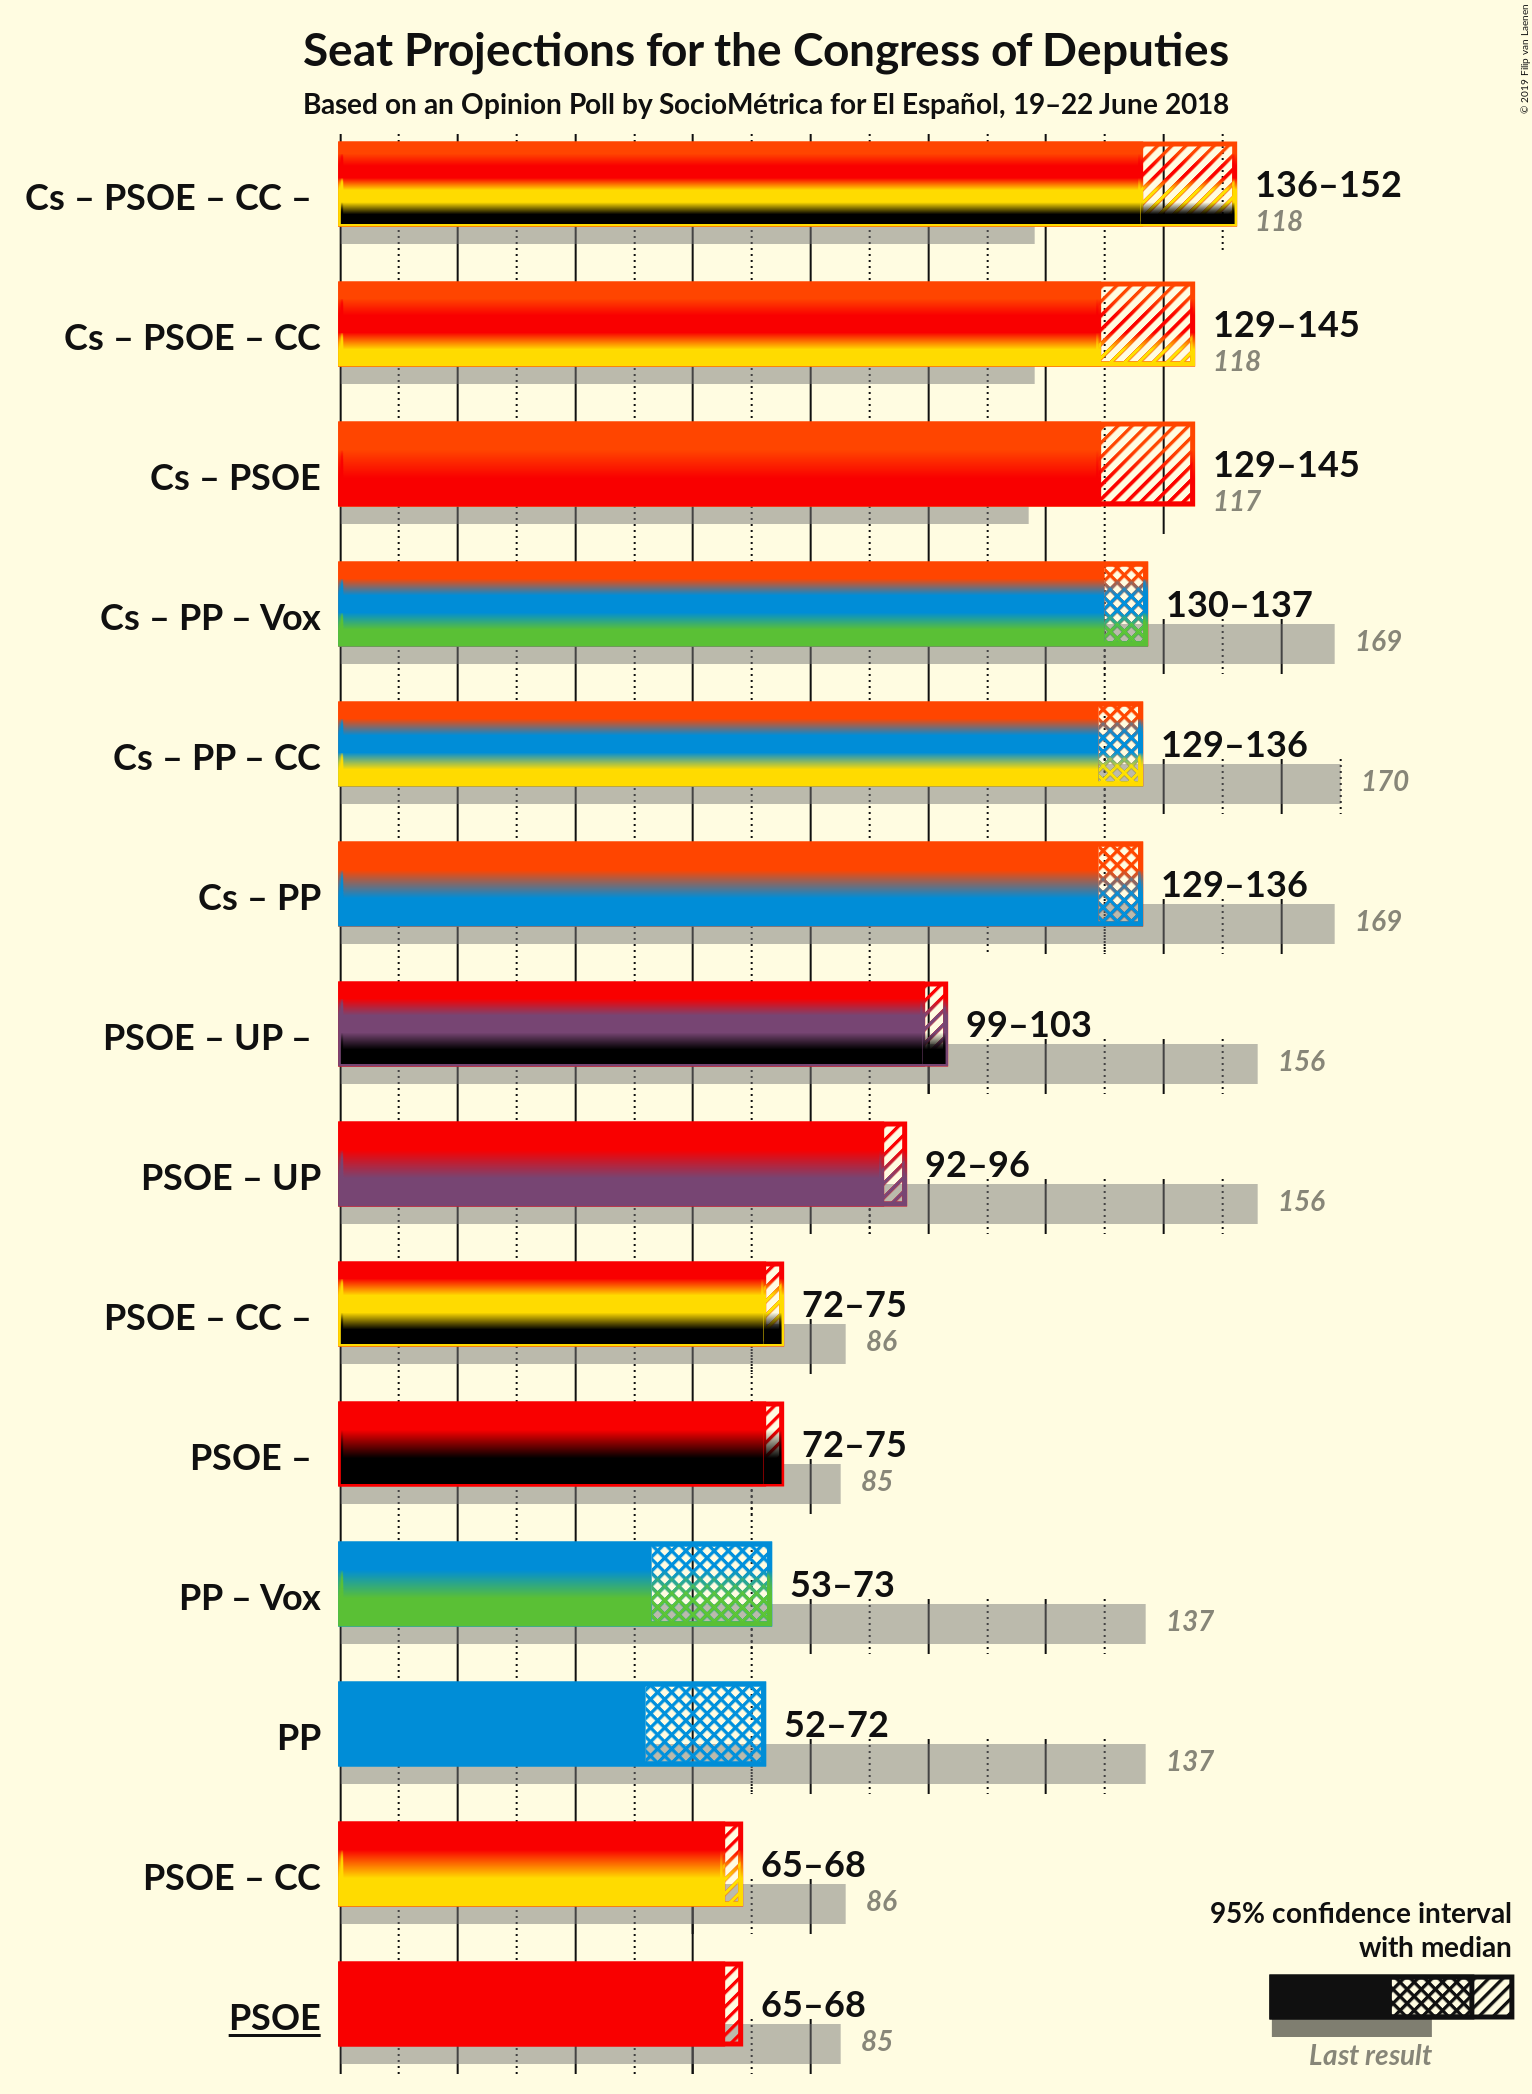 Seat Projections for the Congress of Deputies
Based on an Opinion Poll by SocioMétrica for El Español, 19–22 June 2018
© 2019 Filip van Laenen
Cs – PSOE – CC –
136–152
118
Cs – PSOE – CC
129–145
118
Cs – PSOE
129–145
117
Cs – PP – Vox
130–137
169
Cs – PP – CC
129–136
170
Cs – PP
129–136
169
PSOE – UP –
99–103
156
PSOE – UP
92–96
156
PSOE – CC –
72–75
86
PSOE –
72–75
85
PP – Vox
53–73
137
PP
52–72
137
PSOE – CC
65–68
86
PSOE
65–68
85
95% confidence interval
with median
Last result